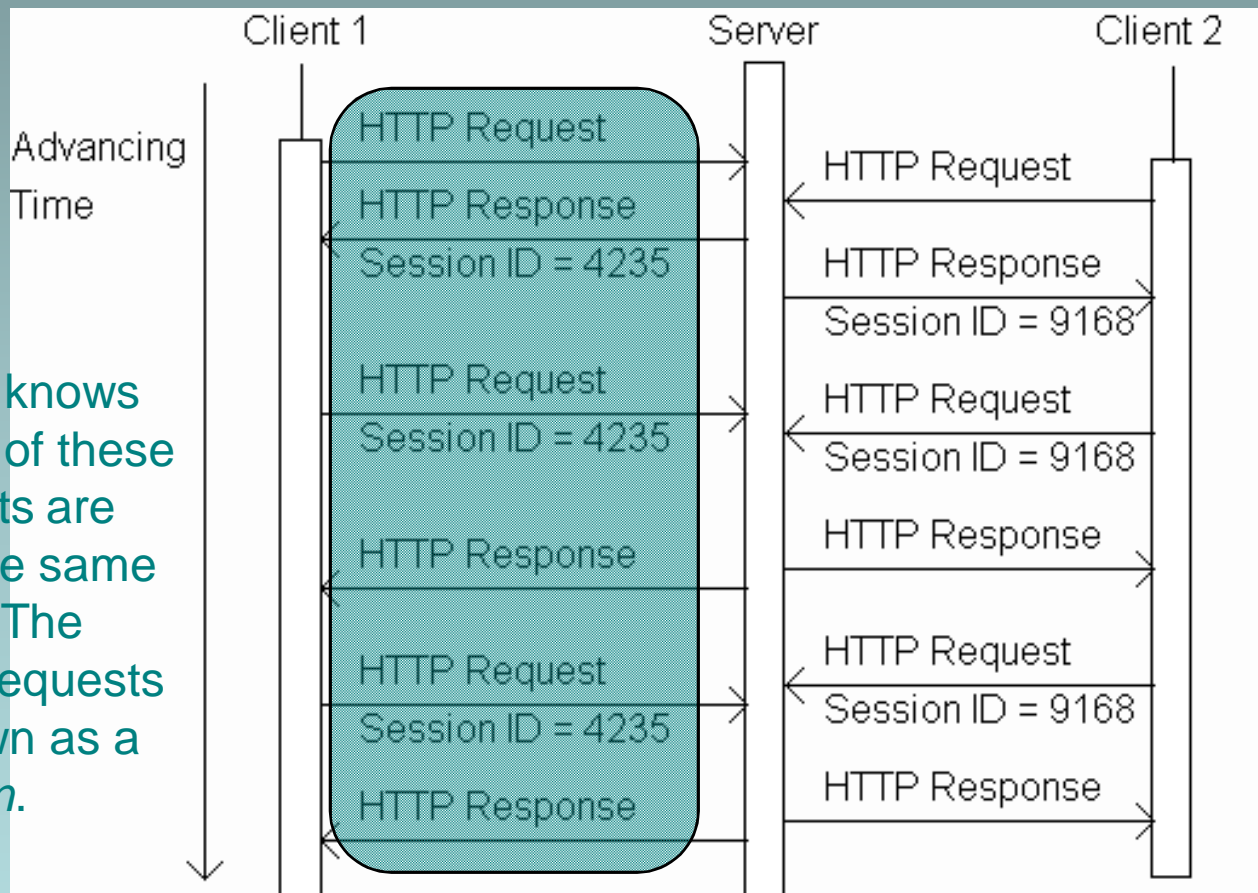 Client 1
Server
Client 2
Advancing
Time
HTTP Request
HTTP Response
Session ID = 4235
HTTP Request
Session ID = 4235
HTTP Response
HTTP Request
Session ID = 4235
HTTP Response
HTTP Request
HTTP Response
Session ID = 9168
HTTP Request
Session ID = 9168
HTTP Response
HTTP Request
Session ID = 9168
HTTP Response
knows
of these
are
same
The
as a